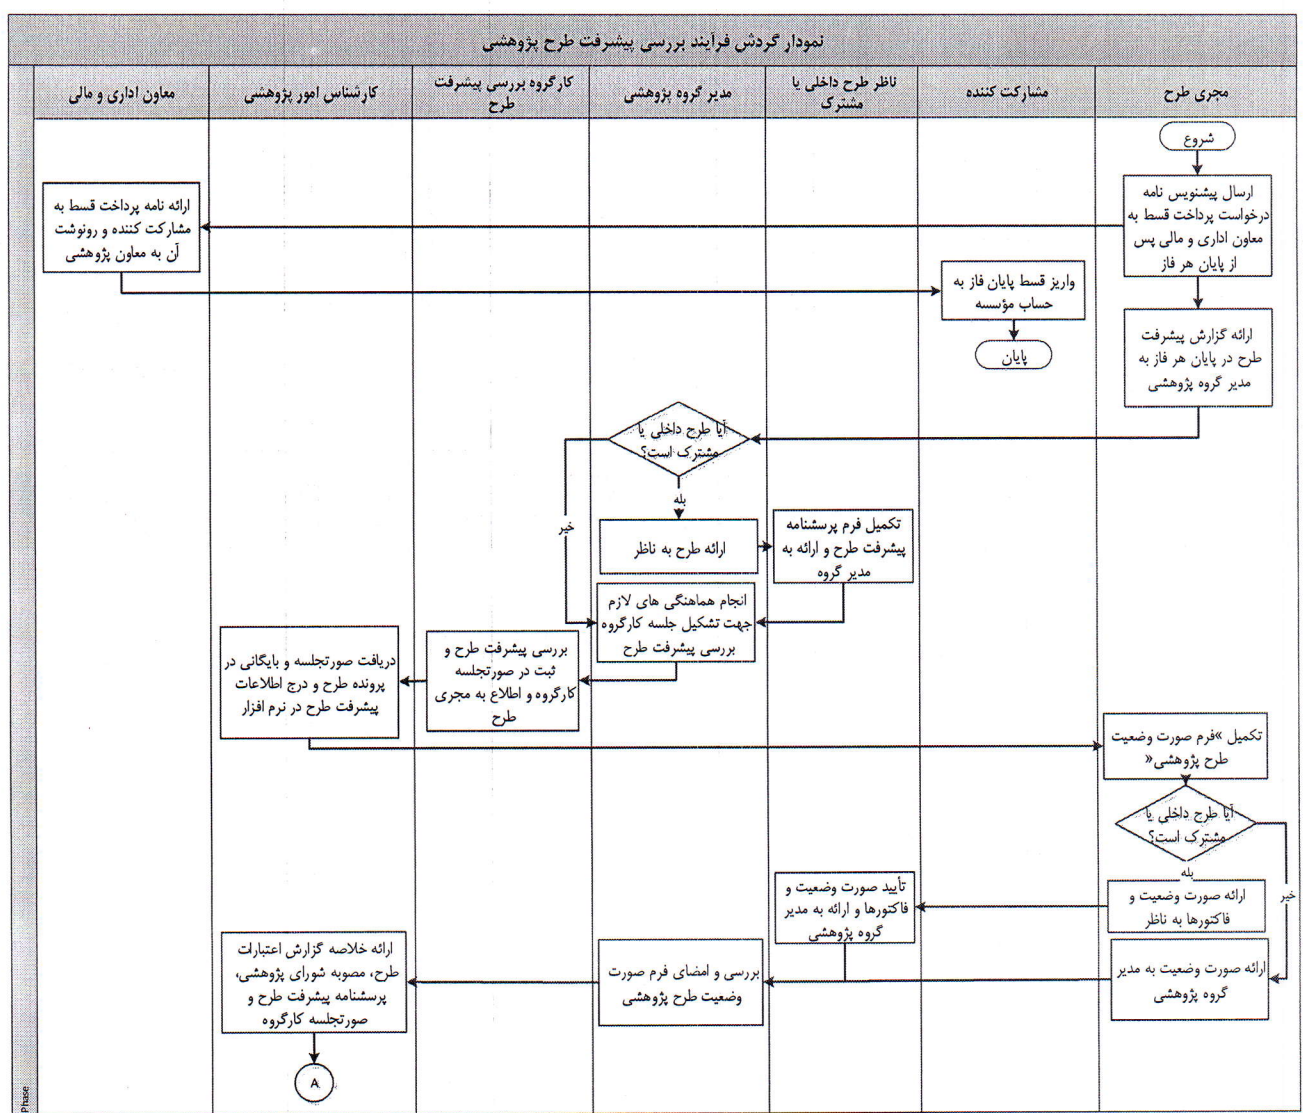 نمودار گردش فرآیند بررسی پیشرفت طرح پژوهشی
مجری طرح
مشارکت کننده
ناظر طرح داخلی یا
مشترک
مدیر گروه پژوهشی
کارگروه بررسی پیشرفت
طرح
کارشناس امور پژوهشی
معاون اداری و مالی
شروع
ارسال پیشنویس نامه
درخواست پرداخت قسط به
معاون اداری و مالی پس
از پایان هر فاز
ارائه نامه پرداخت قسط به
مشارکت کننده و رونوشت
آن به معاون پژوهشی
واریز قسط پایان فاز به
حساب مؤسسه
پایان
ارائه گزارش پیشرفت
طرح در پایان هر فاز به
مدیر گروه پژوهشی
آیا طرح داخلی یا
مشترک است؟
بله
خیر
ارائه طرح به ناظر
تکمیل فرم پرسشنامه
پیشرفت طرح و ارائه به
مدیر گروه
انجام هماهنگی های لازم
جهت تشکیل جلسه کارگروه
بررسی پیشرفت طرح
بررسی پیشرفت طرح و
ثبت در صورتجلسه
کارگروه و اطلاع به مجری
طرح
دریافت صورتجلسه و بایگانی در
پرونده طرح و درج اطلاعات
پیشرفت طرح در نرم افزار
تکمیل »فرم صورت وضعیت
طرح پژوهشی«
آیا طرح داخلی یا
مشترک است؟
بله
خیر
ارائه صورت وضعیت و
فاکتورها به ناظر
تأیید صورت وضعیت و
فاکتورها و ارائه به مدیر
گروه پژوهشی
ارائه صورت وضعیت به مدیر
گروه پژوهشی
بررسی و امضای فرم صورت
وضعیت طرح پژوهشی
ارائه خلاصه گزارش اعتبارات
طرح، مصوبه شورای پژوهشی،
پرسشنامه پیشرفت طرح و
صورتجلسه کارگروه
A
Phase